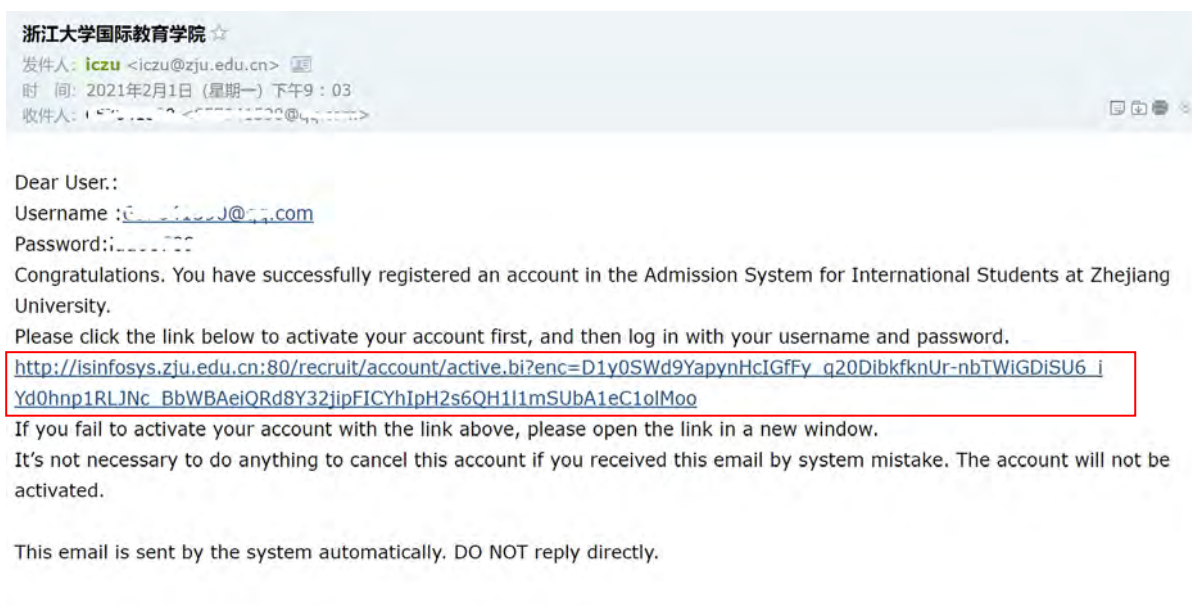 浙江大学国际教育学院
发件人: iczu <iczu@zju.edu.cn>
时 间: 2021年2月1日 (星期一) 下午9 : 03
收件人:
Dear User.:
Username :
Password:
Congratulations. You have successfully registered an account in the Admission System for International Students at Zhejiang
University.
Please click the link below to activate your account first, and then log in with your username and password.
http://isinfosys.zju.edu.cn:80/recruit/account/active.bi?enc=D1y0SWd9YapynHcIGfFy_q20DibkfknUr-nbTWiGDiSU6_i
Yd0hnp1RLJNc_BbWBAejQRd8Y32jipFICYhIpH2s6QH1l1mSUbA1eC1olMoo
If you fail to activate your account with the link above, please open the link in a new window.
It's not necessary to do anything to cancel this account if you received this email by system mistake. The account will not be
activated.
This email is sent by the system automatically. DO NOT reply directly.